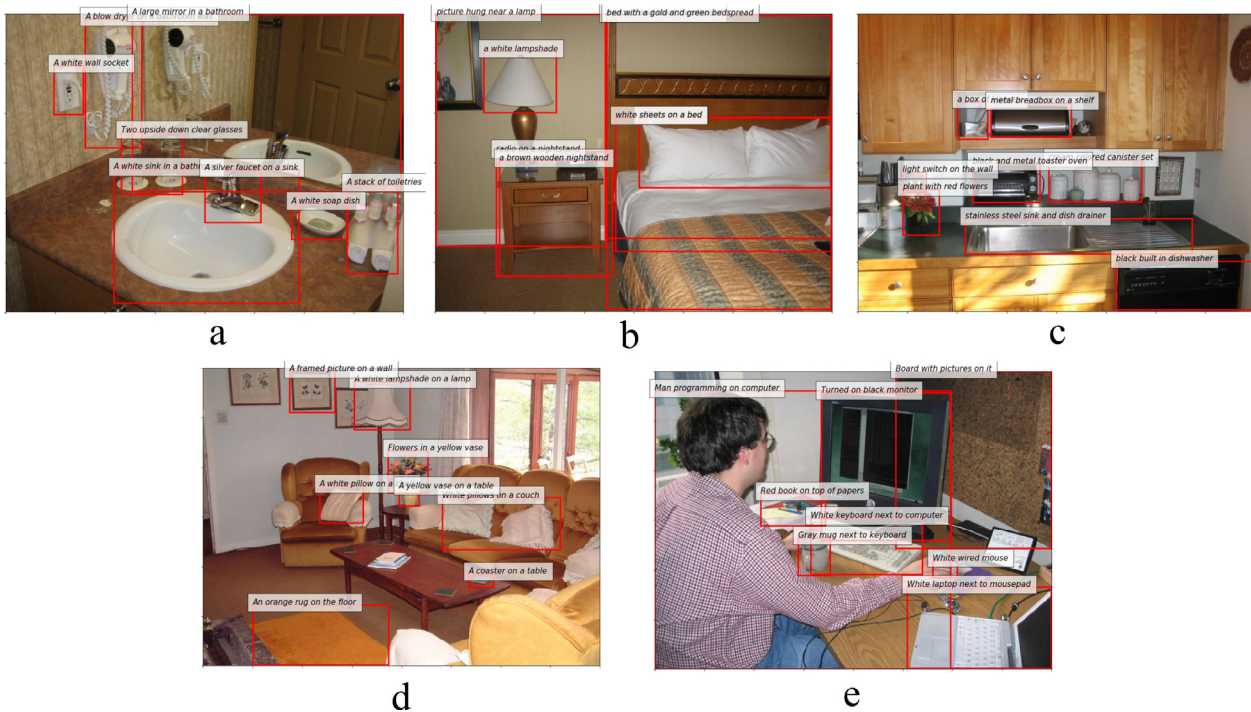 A blow dryer on a bathroom wall
A large mirror in a bathroom
A white wall socket
Two upside down clear glasses
A white sink in a bath
A silver faucet on a sink
A stack of toiletries
A white soap dish
a
picture hung near a lamp
bed with a gold and green bedspread
a white lampshade
white sheets on a bed
radio on a nightstand
a brown wooden nightstand
b
a box
metal breadbox on a shelf
black and metal toaster oven
colored canister set
light switch on the wall
plant with red flowers
stainless steel sink and dish drainer
black built in dishwasher
c
A framed picture on a wall
A white lampshade on a lamp
Flowers in a yellow vase
A white pillow on a
A yellow vase on a table
White pillows on a couch
A coaster on a table
An orange rug on the floor
d
Board with pictures on it
Man programming on computer
Turned on black monitor
Red book on top of papers
White keyboard next to computer
Gray mug next to keyboard
White wired mouse
White laptop next to mousepad
e